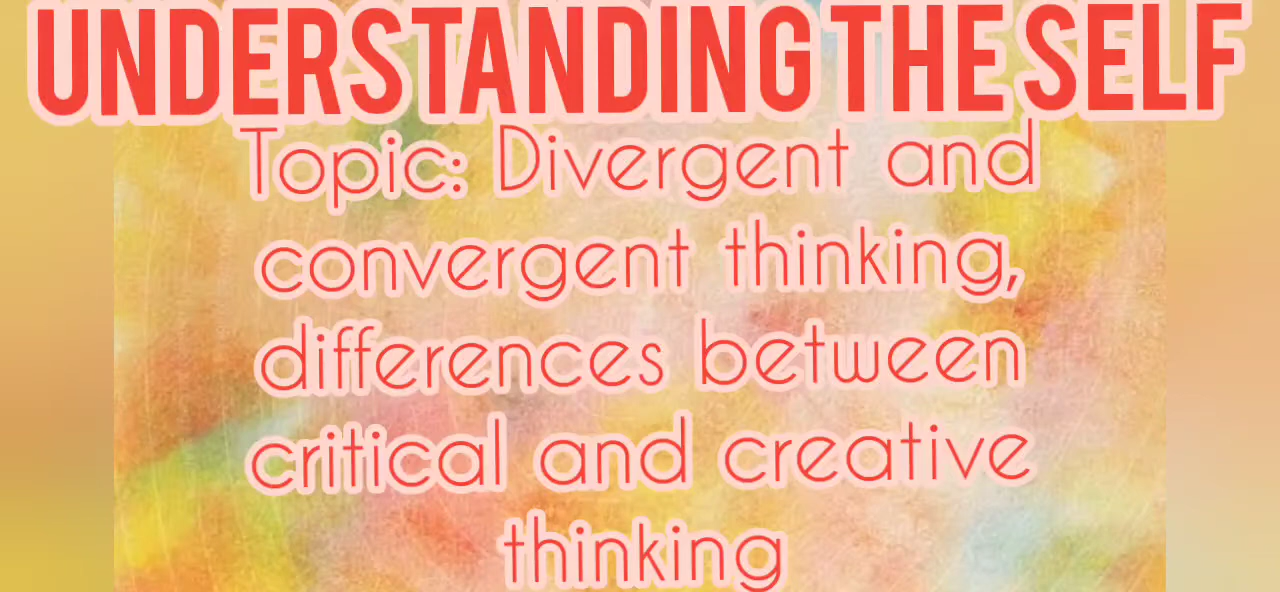 UNDERSTANDING THE SELF
Topic: Divergent and
convergent thinking,
differences between
critical and creative
thinking